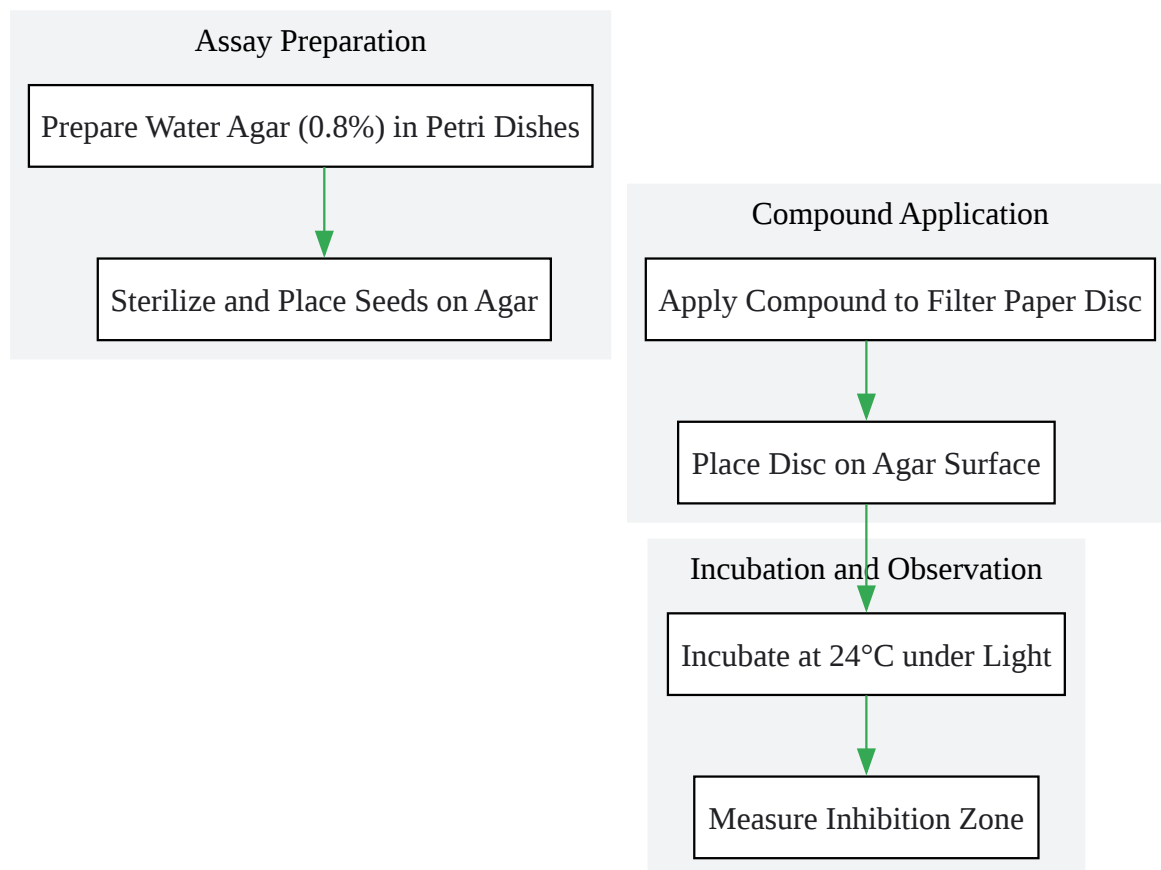 Assay Preparation
Prepare Water Agar (0.8%) in Petri Dishes
Sterilize and Place Seeds on Agar
Compound Application
Apply Compound to Filter Paper Disc
Place Disc on Agar Surface
Incubation and Observation
Incubate at 24°C under Light
Measure Inhibition Zone